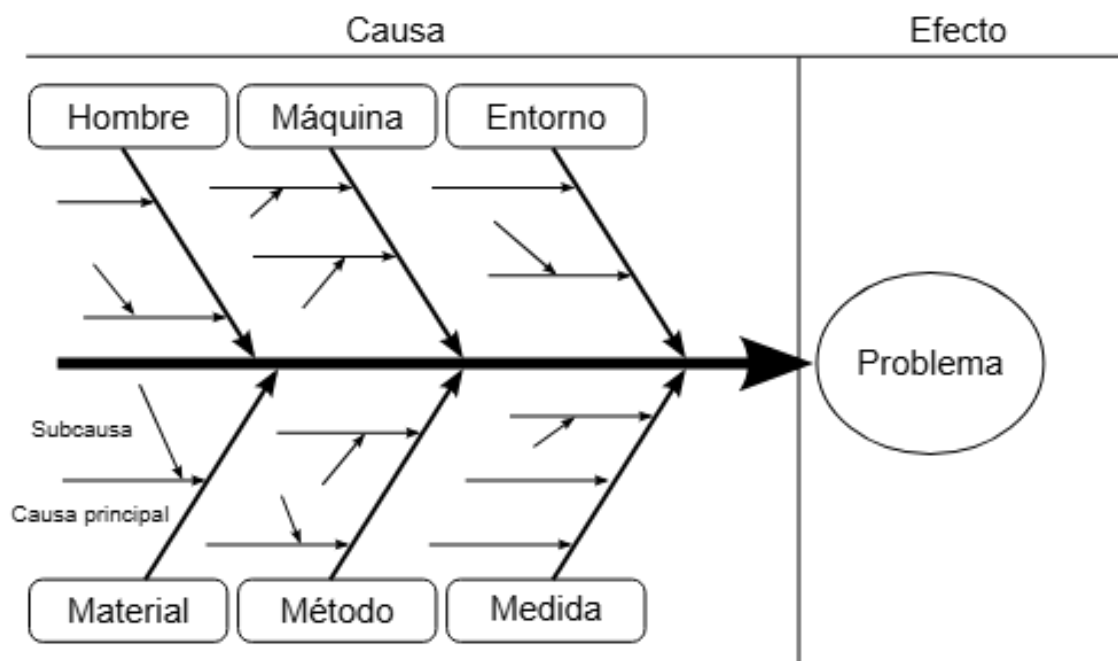 Causa
Efecto
Hombre
Máquina
Entorno
Problema
Subcausa
Causa principal
Material
Método
Medida